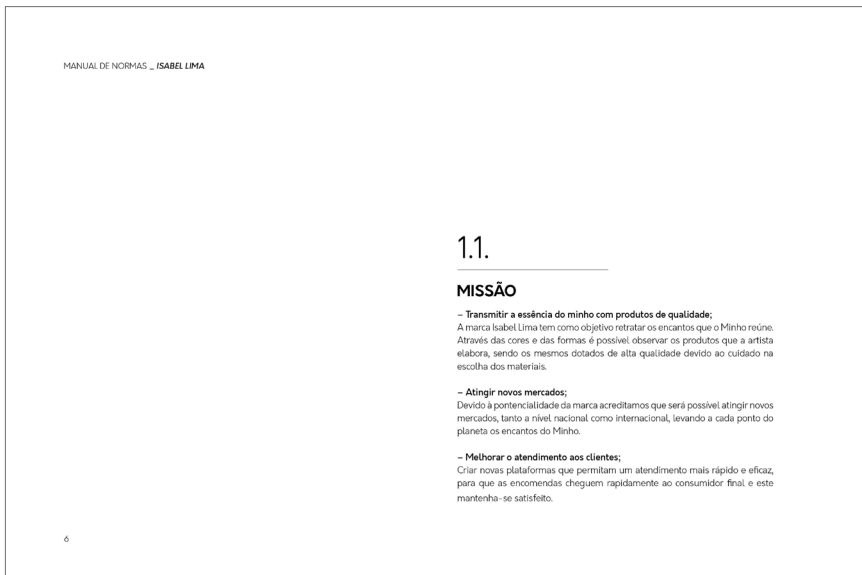 MANUAL DE NORMAS _ ISABEL LIMA
1.1.
MISSÃO
– Transmitir a essência do minho com produtos de qualidade;
A marca Isabel Lima tem como objetivo retratar os encantos que o Minho reúne.
Através das cores e das formas é possível observar os produtos que a artista
elabora, sendo os mesmos dotados de alta qualidade devido ao cuidado na
escolha dos materiais.
– Atingir novos mercados;
Devido à pontencialidade da marca acreditamos que será possível atingir novos
mercados, tanto a nível nacional como internacional, levando a cada ponto do
planeta os encantos do Minho.
– Melhorar o atendimento aos clientes;
Criar novas plataformas que permitam um atendimento mais rápido e eficaz,
para que as encomendas cheguem rapidamente ao consumidor final e este
mantenha-se satisfeito.
6